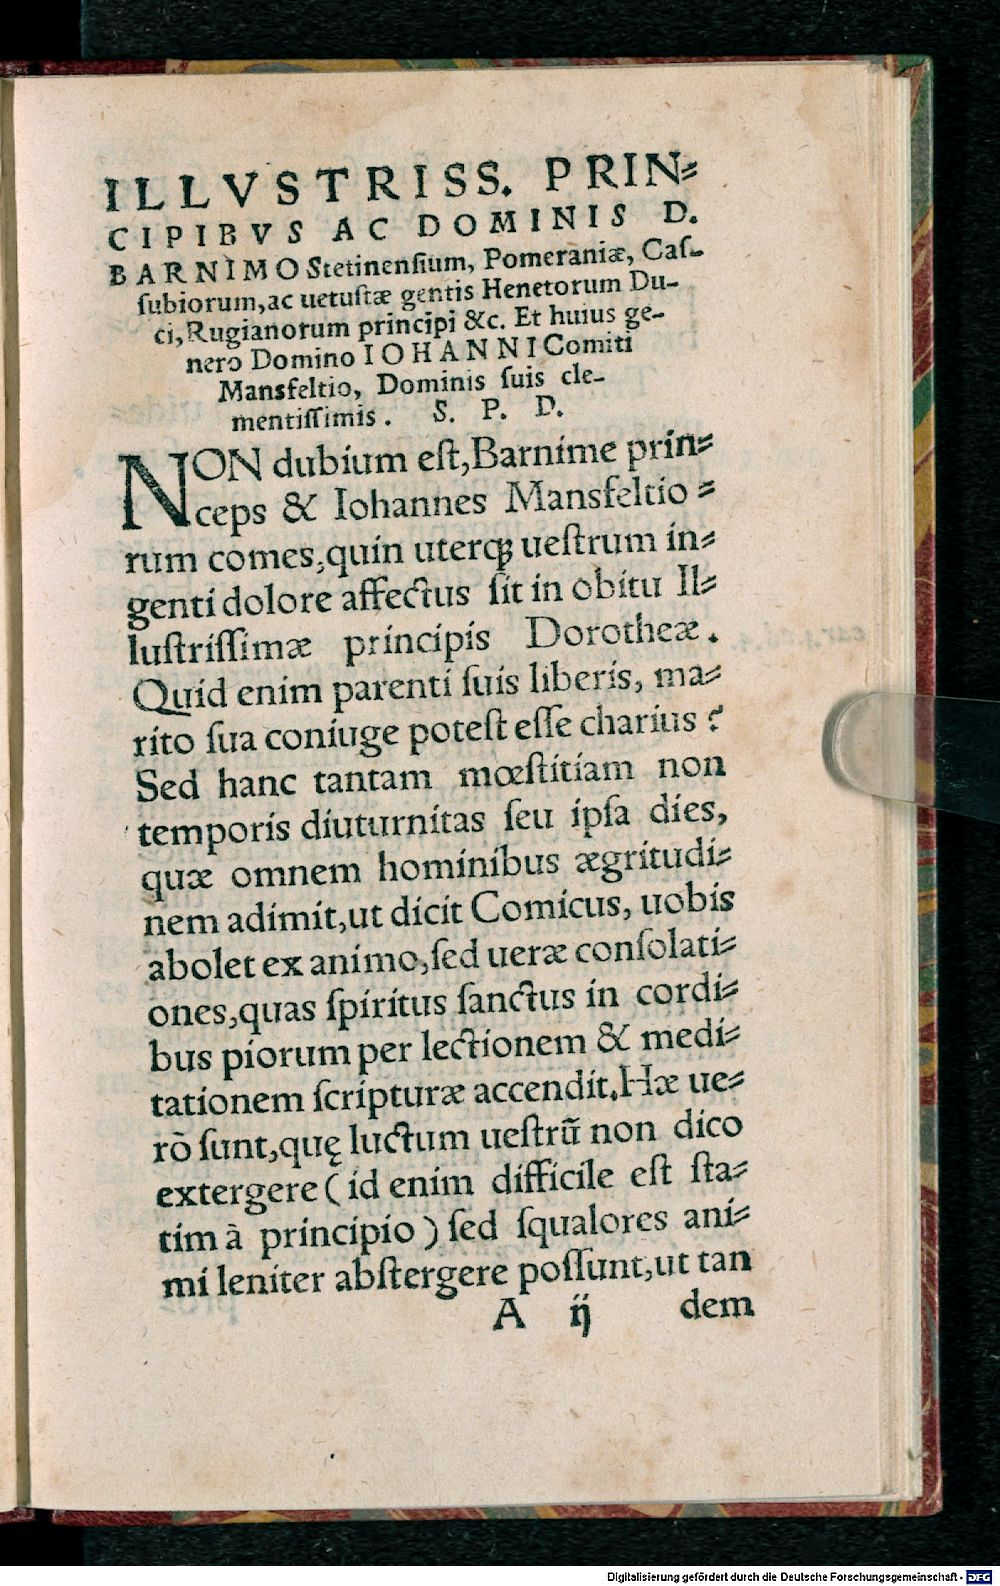 ILLVSTRISS. PRIN⸗
CIPIBVS AC DOMINIS D.
BARNIMO Stetinenſium, Pomeraniæ, Caſ-
ſubiorum,ac uetuſtæ gentis Henetorum Du-
ci,Rugianorum principi &c. Et huius ge-
nero Domino IOHANNI Comiti
Mansfeltio, Dominis ſuis cle-
mentiſſimis. S. P. D.
NON dubium eſt,Barnime prin⸗
ceps & Iohannes Mansfeltio⸗
rum comes,quin uterq; ueſtrum in⸗
genti dolore affectus ſit in obitu Il⸗
luſtriſſimæ principis Dorotheæ.
Quid enim parenti ſuis liberis, ma⸗
rito ſua coniuge poteſt eſſe charius?
Sed hanc tantam mœſtitiam non
temporis diuturnitas ſeu ipſa dies,
quæ omnem hominibus ægritudi⸗
nem adimit,ut dicit Comicus, uobis
abolet ex animo,ſed ueræ conſolati⸗
ones,quas ſpiritus ſanctus in cordi⸗
bus piorum per lectionem & medi⸗
tationem ſcripturæ accendit.Hæ ue⸗
rò ſunt,quę luctum ueſtrũ non dico
extergere (id enim difficile eſt ſta⸗
tim à principio) ſed ſqualores ani⸗
mi leniter abſtergere poſſunt,ut tan
A ij dem
Digitalisierung gefördert durch die Deutsche Forschungsgemeinschaft - DFG